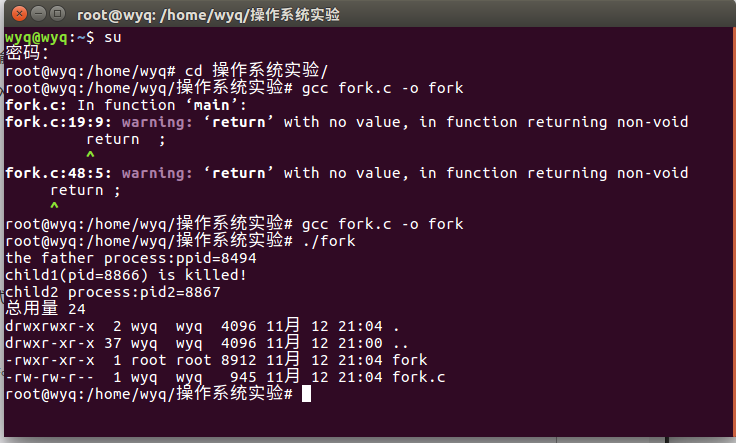 root@wyq: /home/wyq/操作系统实验
wyq@wyq:~$ su
密码：
root@wyq:/home/wyq# cd 操作系统实验/
root@wyq:/home/wyq/操作系统实验# gcc fork.c -o fork
fork.c: In function ‘main’:
fork.c:19:9: warning: ‘return’ with no value, in function returning non-void
         return  ;
         ^
fork.c:48:5: warning: ‘return’ with no value, in function returning non-void
     return ;
     ^
root@wyq:/home/wyq/操作系统实验# gcc fork.c -o fork
root@wyq:/home/wyq/操作系统实验# ./fork
the father process:ppid=8494
child1(pid=8866) is killed!
child2 process:pid2=8867
总用量 24
drwxrwxr-x  2 wyq  wyq  4096 11月 12 21:04 .
drwxr-xr-x 37 wyq  wyq  4096 11月 12 21:00 ..
-rwxr-xr-x  1 root root 8912 11月 12 21:04 fork
-rw-rw-r--  1 wyq  wyq   945 11月 12 21:04 fork.c
root@wyq:/home/wyq/操作系统实验#